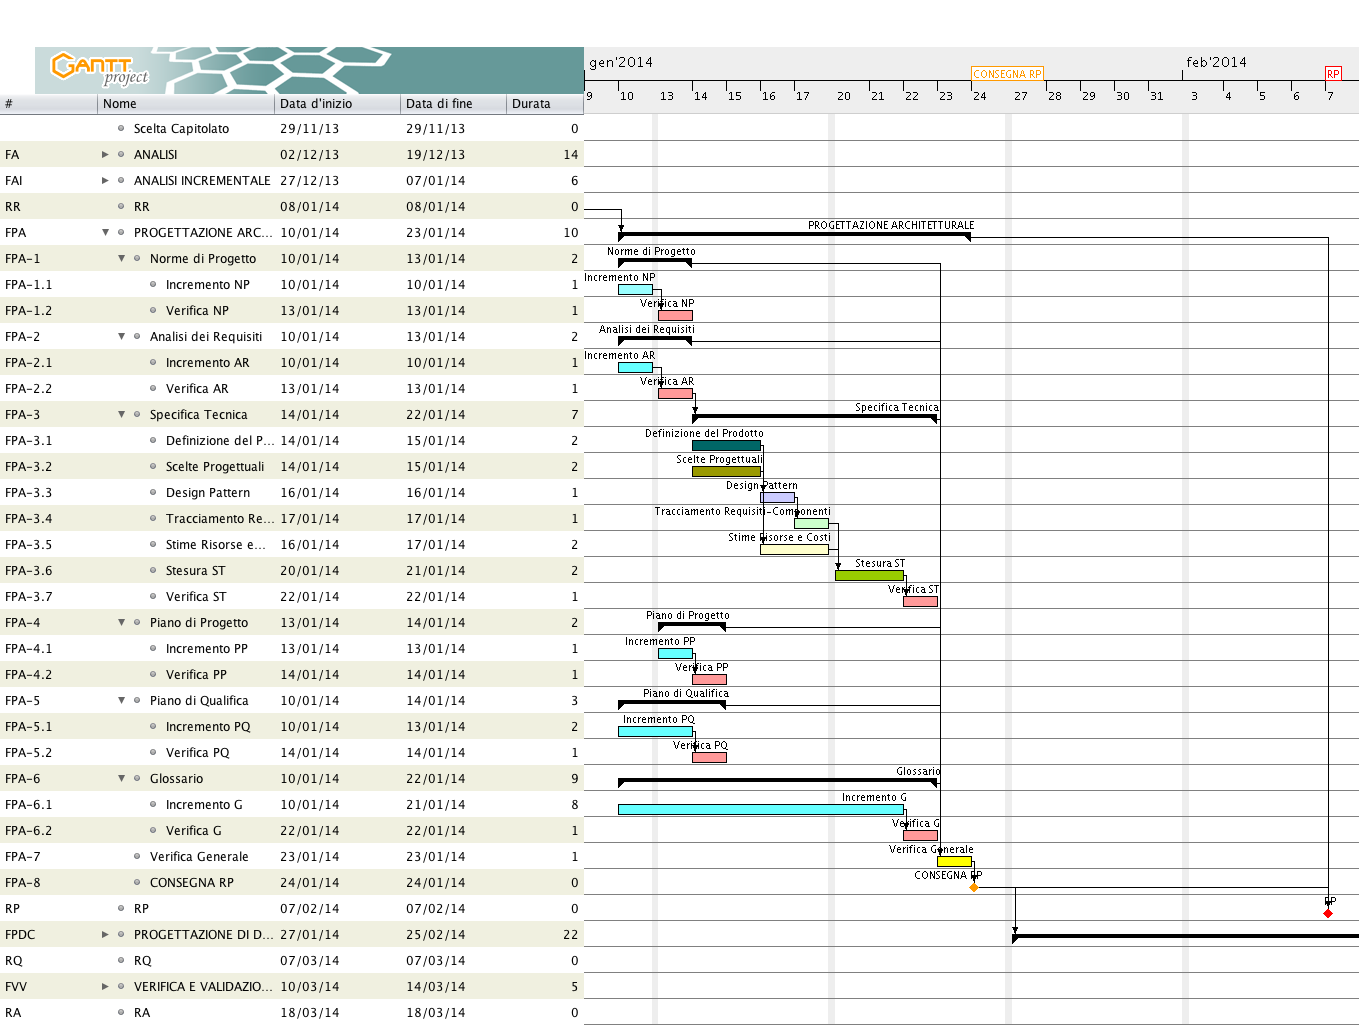 GANTT project
gen'2014 feb'2014
CONSEGNA RP RP
# Nome Data d'inizio Data di fine Durata
9 10 13 14 15 16 17 20 21 22 23 24 27 28 29 30 31 3 4 5 6 7
Scelta Capitolato 29/11/13 29/11/13 0
FA ANALISI 02/12/13 19/12/13 14
FAI ANALISI INCREMENTALE 27/12/13 07/01/14 6
RR RR 08/01/14 08/01/14 0
FPA PROGETTAZIONE ARC... 10/01/14 23/01/14 10 PROGETTAZIONE ARCHITETTURALE
FPA-1 Norme di Progetto 10/01/14 13/01/14 2 Norme di Progetto
FPA-1.1 Incremento NP 10/01/14 10/01/14 1 Incremento NP
FPA-1.2 Verifica NP 13/01/14 13/01/14 1 Verifica NP
FPA-2 Analisi dei Requisiti 10/01/14 13/01/14 2 Analisi dei Requisiti
FPA-2.1 Incremento AR 10/01/14 10/01/14 1 Incremento AR
FPA-2.2 Verifica AR 13/01/14 13/01/14 1 Verifica AR
FPA-3 Specifica Tecnica 14/01/14 22/01/14 7 Specifica Tecnica
FPA-3.1 Definizione del P... 14/01/14 15/01/14 2 Definizione del Prodotto
FPA-3.2 Scelte Progettuali 14/01/14 15/01/14 2 Scelte Progettuali
FPA-3.3 Design Pattern 16/01/14 16/01/14 1 Design Pattern
FPA-3.4 Tracciamento Re... 17/01/14 17/01/14 1 Tracciamento Requisiti-Componenti
FPA-3.5 Stime Risorse e... 16/01/14 17/01/14 2 Stime Risorse e Costi
FPA-3.6 Stesura ST 20/01/14 21/01/14 2 Stesura ST
FPA-3.7 Verifica ST 22/01/14 22/01/14 1 Verifica ST
FPA-4 Piano di Progetto 13/01/14 14/01/14 2 Piano di Progetto
FPA-4.1 Incremento PP 13/01/14 13/01/14 1 Incremento PP
FPA-4.2 Verifica PP 14/01/14 14/01/14 1 Verifica PP
FPA-5 Piano di Qualifica 10/01/14 14/01/14 3 Piano di Qualifica
FPA-5.1 Incremento PQ 10/01/14 13/01/14 2 Incremento PQ
FPA-5.2 Verifica PQ 14/01/14 14/01/14 1 Verifica PQ
FPA-6 Glossario 10/01/14 22/01/14 9 Glossario
FPA-6.1 Incremento G 10/01/14 21/01/14 8 Incremento G
FPA-6.2 Verifica G 22/01/14 22/01/14 1 Verifica G
FPA-7 Verifica Generale 23/01/14 23/01/14 1 Verifica Generale
FPA-8 CONSEGNA RP 24/01/14 24/01/14 0 CONSEGNA RP
RP RP 07/02/14 07/02/14 0 RP
FPDC PROGETTAZIONE DI D... 27/01/14 25/02/14 22
RQ RQ 07/03/14 07/03/14 0
FVV VERIFICA E VALIDAZIO... 10/03/14 14/03/14 5
RA RA 18/03/14 18/03/14 0